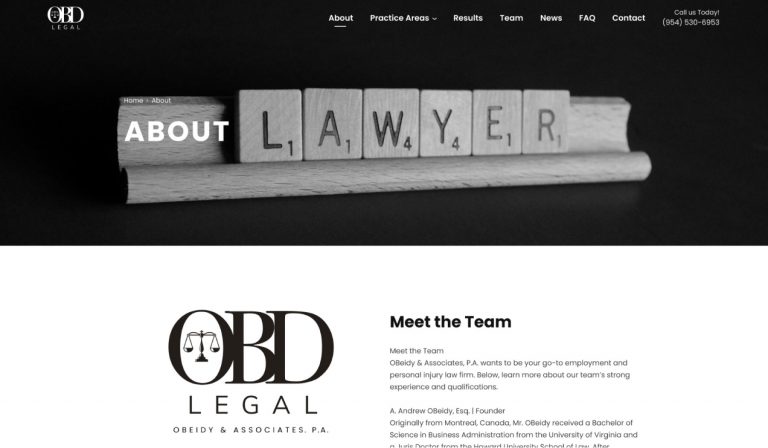 OBD
LEGAL
About
Practice Areas
Results
Team
News
FAQ
Contact
Call us Today!
(954) 530-6953
Home › About
ABOUT
L1 A1 W4 Y4 E1 R1
OBD
LEGAL
OBEIDY & ASSOCIATES, P.A.
Meet the Team
Meet the Team
OBeidy & Associates, P.A. wants to be your go-to employment and
personal injury law firm. Below, learn more about our team's strong
experience and qualifications.
A. Andrew OBeidy, Esq. | Founder
Originally from Montreal, Canada, Mr. OBeidy received a Bachelor of
Science in Business Administration from the University of Virginia and
a Juris Doctor from the Howard University School of Law. After